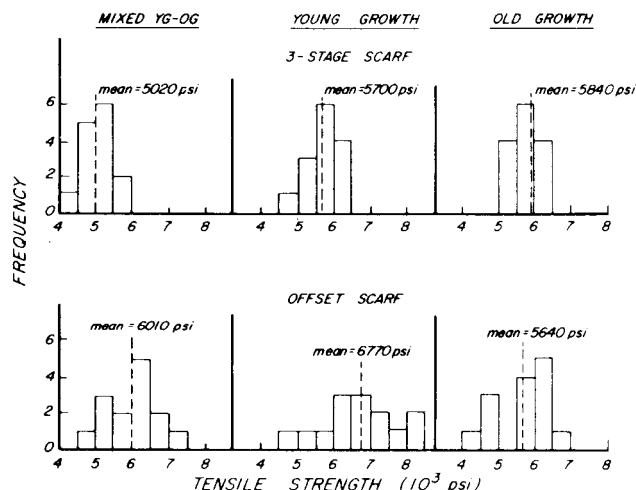 MIXED YG-OG YOUNG GROWTH OLD GROWTH
3-STAGE SCARF
mean=5020 psi mean=5700 psi mean=5840 psi
6
4
2
0
4 5 6 7 8 4 5 6 7 8 4 5 6 7 8
FREQUENCY
OFFSET SCARF
mean=6010 psi mean=6770 psi mean=5640 psi
6
4
2
0
4 5 6 7 8 4 5 6 7 8 4 5 6 7 8
TENSILE STRENGTH (10³ psi)